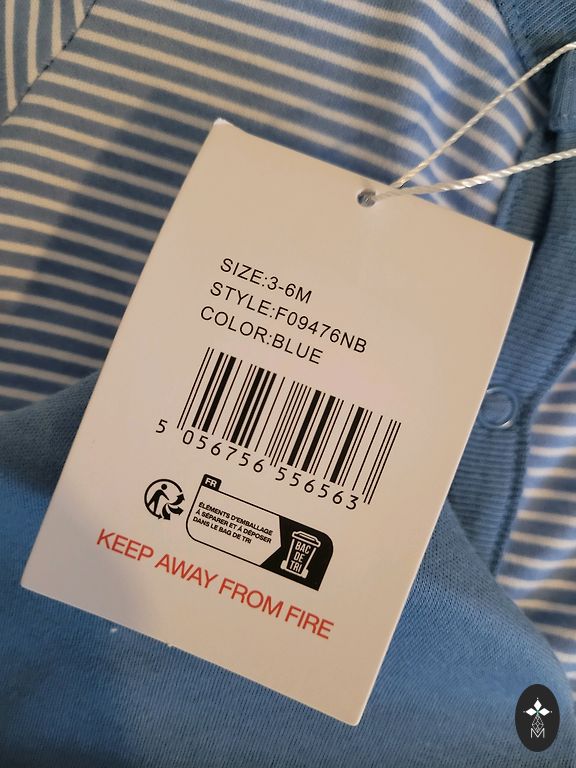 SIZE:3-6M
STYLE:F09476NB
COLOR:BLUE
5 056756 556563
FR
ÉLÉMENTS D'EMBALLAGE
À SÉPARER ET À DÉPOSER
DANS LE BAC DE TRI
BAC
DE
TRI
KEEP AWAY FROM FIRE
M